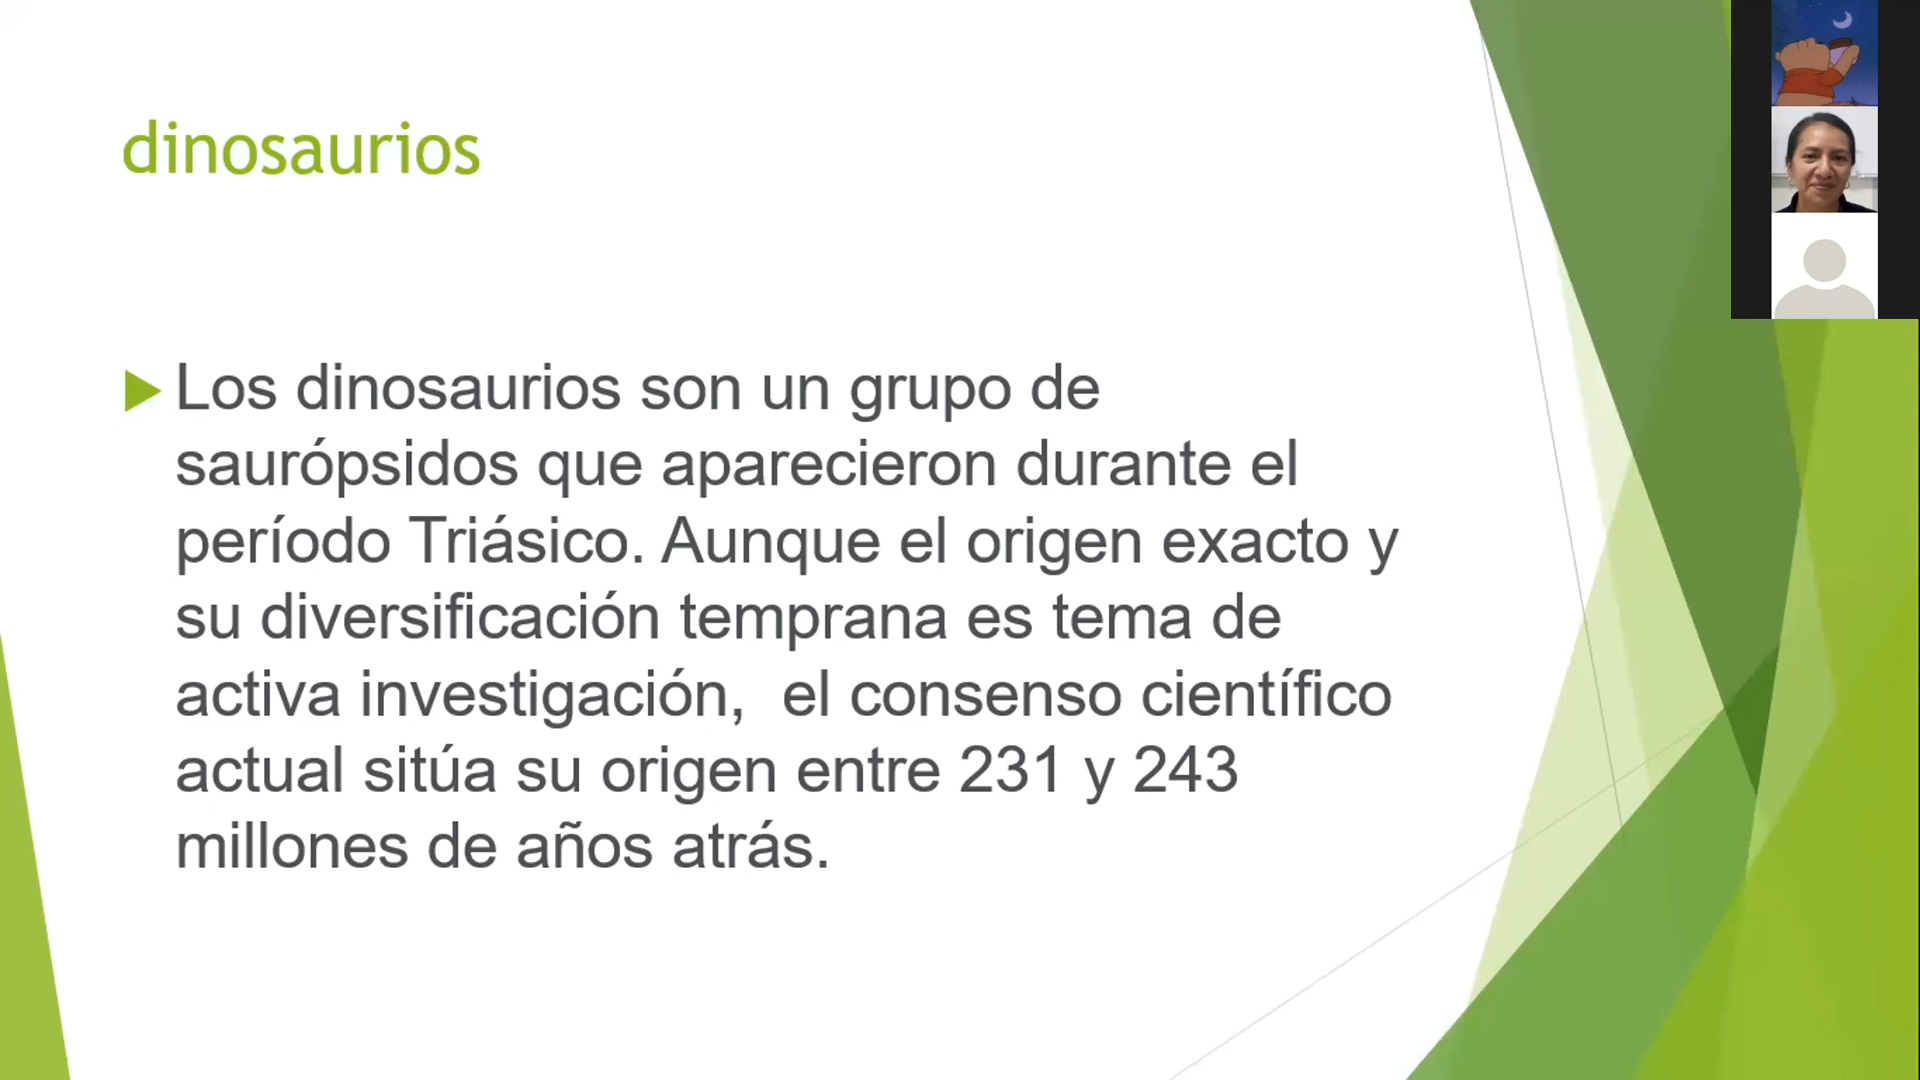 dinosaurios
Los dinosaurios son un grupo de
saurópsidos que aparecieron durante el
período Triásico. Aunque el origen exacto y
su diversificación temprana es tema de
activa investigación,  el consenso científico
actual sitúa su origen entre 231 y 243
millones de años atrás.